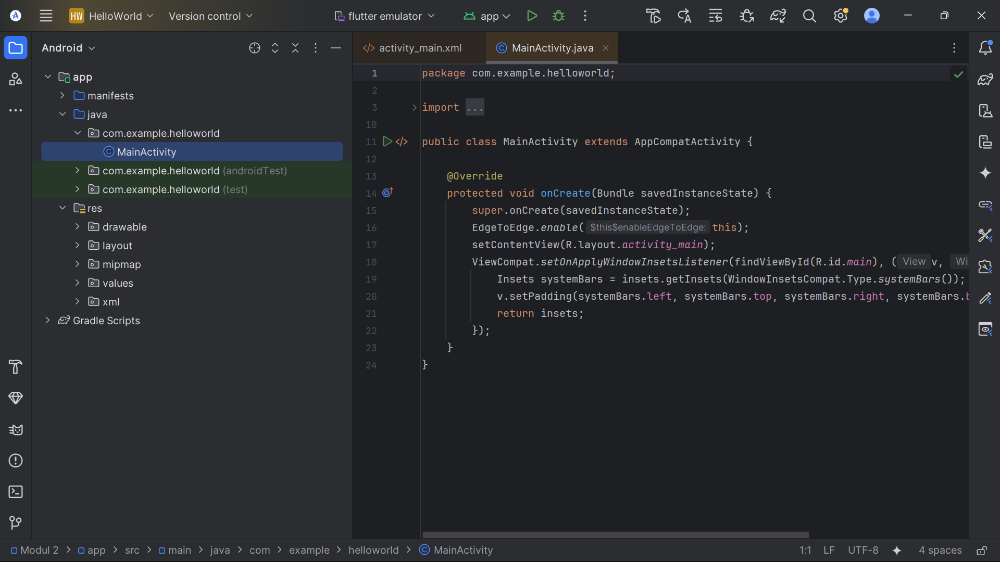 HW HelloWorld Version control flutter emulator app
Android
app
manifests
java
com.example.helloworld
MainActivity
com.example.helloworld (androidTest)
com.example.helloworld (test)
res
drawable
layout
mipmap
values
xml
Gradle Scripts
activity_main.xml MainActivity.java
1 package com.example.helloworld;
2
3 import ...
10
11 public class MainActivity extends AppCompatActivity {
12
13 @Override
14 protected void onCreate(Bundle savedInstanceState) {
15 super.onCreate(savedInstanceState);
16 EdgeToEdge.enable( $this$enableEdgeToEdge: this);
17 setContentView(R.layout.activity_main);
18 ViewCompat.setOnApplyWindowInsetsListener(findViewById(R.id.main), ( View v, Wi
19 Insets systemBars = insets.getInsets(WindowInsetsCompat.Type.systemBars());
20 v.setPadding(systemBars.left, systemBars.top, systemBars.right, systemBars.b
21 return insets;
22 });
23 }
24 }
Modul 2 > app > src > main > java > com > example > helloworld > MainActivity 1:1 LF UTF-8 4 spaces